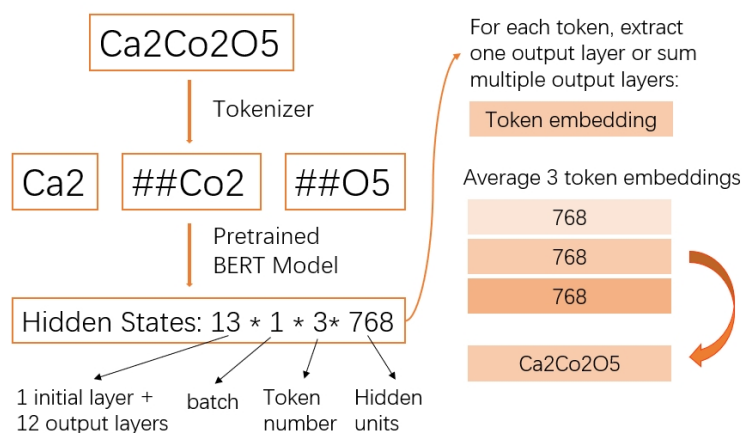 Ca2Co2O5
Tokenizer
Ca2 ##Co2 ##O5
Pretrained
BERT Model
Hidden States: 13 * 1 * 3* 768
1 initial layer +
12 output layers
batch
Token
number
Hidden
units
For each token, extract
one output layer or sum
multiple output layers:
Token embedding
Average 3 token embeddings
768
768
768
Ca2Co2O5